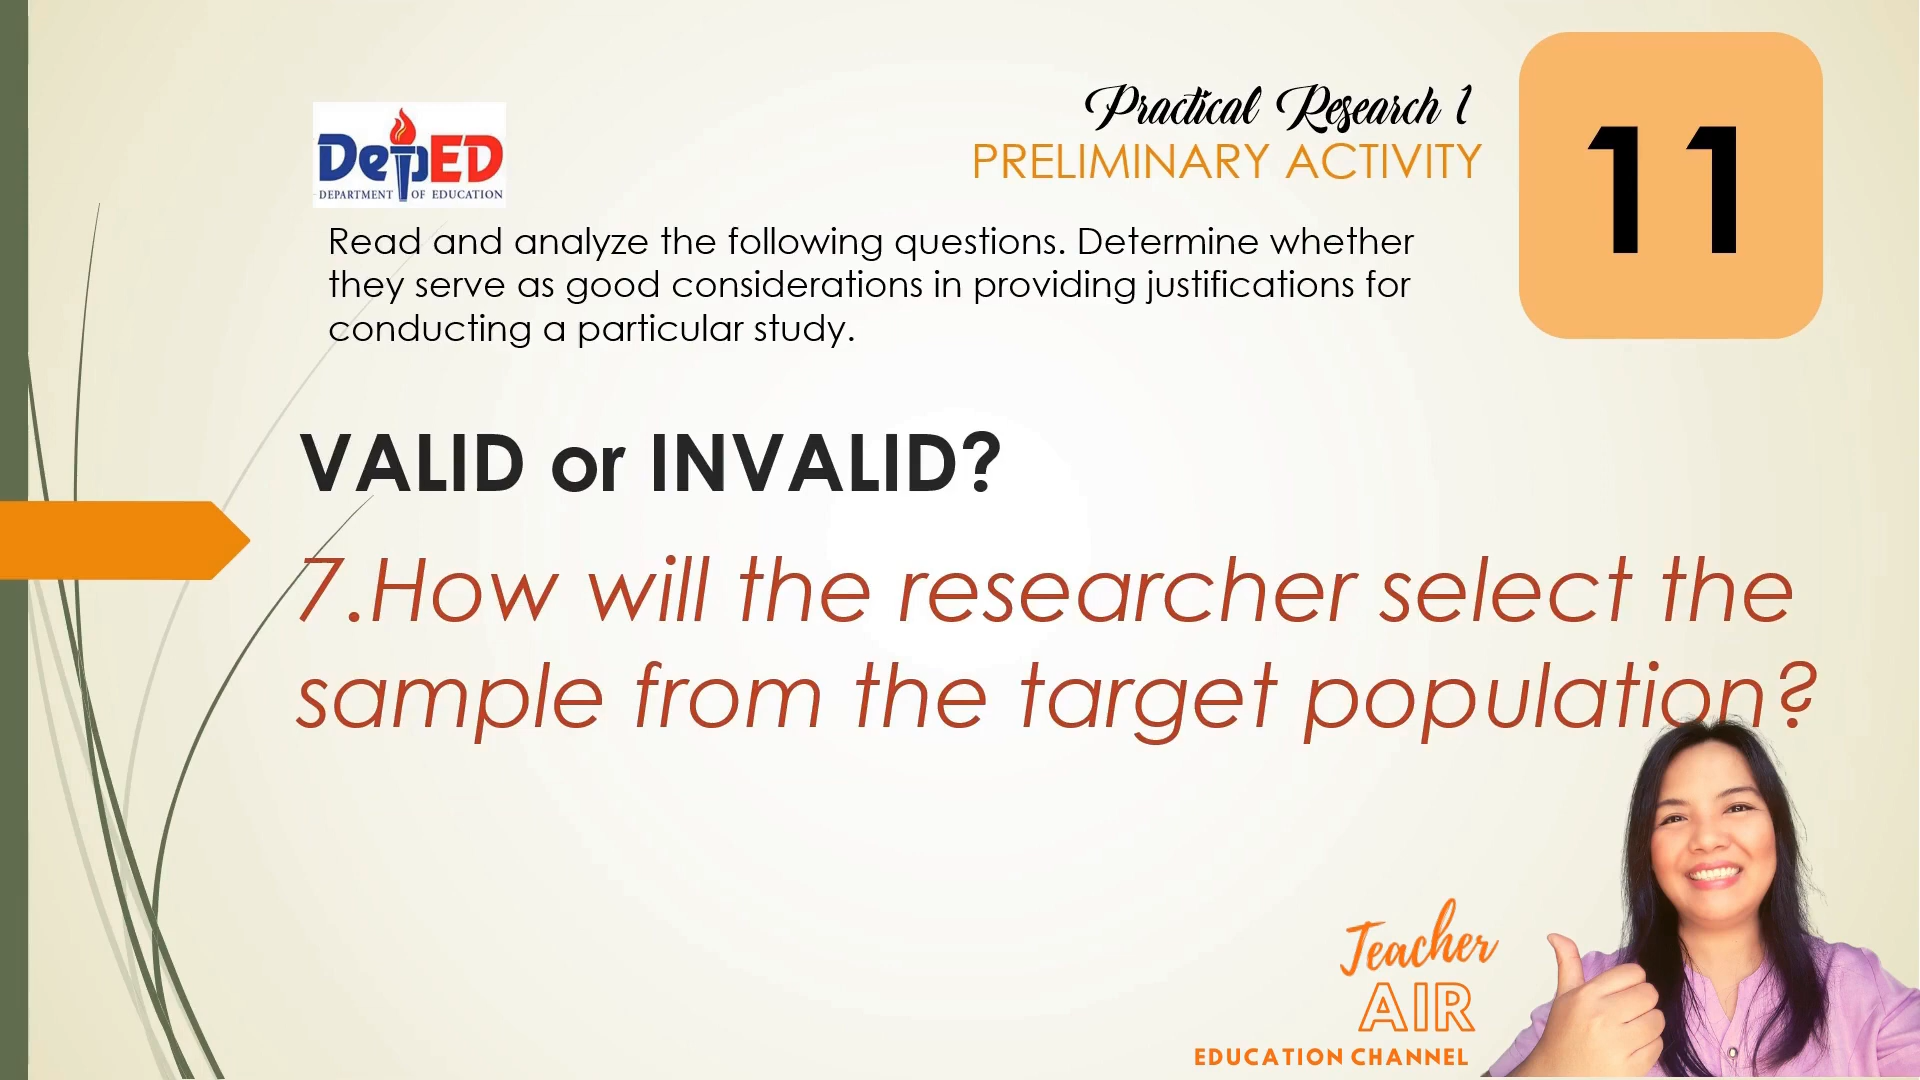 DepED
DEPARTMENT OF EDUCATION
Practical Research 1
PRELIMINARY ACTIVITY
11
Read and analyze the following questions. Determine whether
they serve as good considerations in providing justifications for
conducting a particular study.
VALID or INVALID?
7.How will the researcher select the
sample from the target population?
Teacher
AIR
EDUCATION CHANNEL